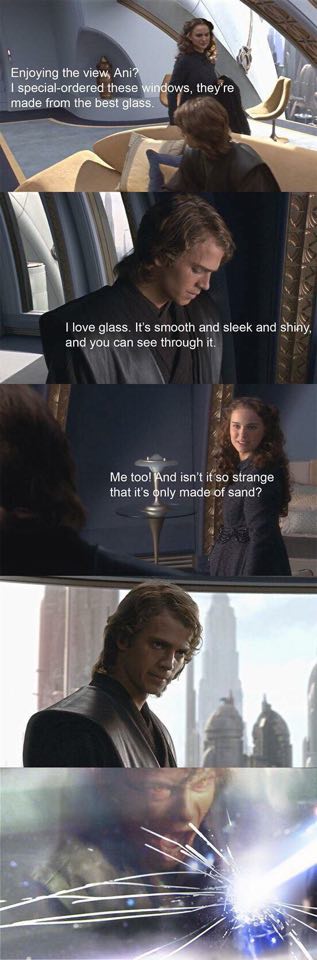 Enjoying the view, Ani?
I special-ordered these windows, they're
made from the best glass.
I love glass. It's smooth and sleek and shiny,
and you can see through it.
Me too! And isn't it so strange
that it's only made of sand?